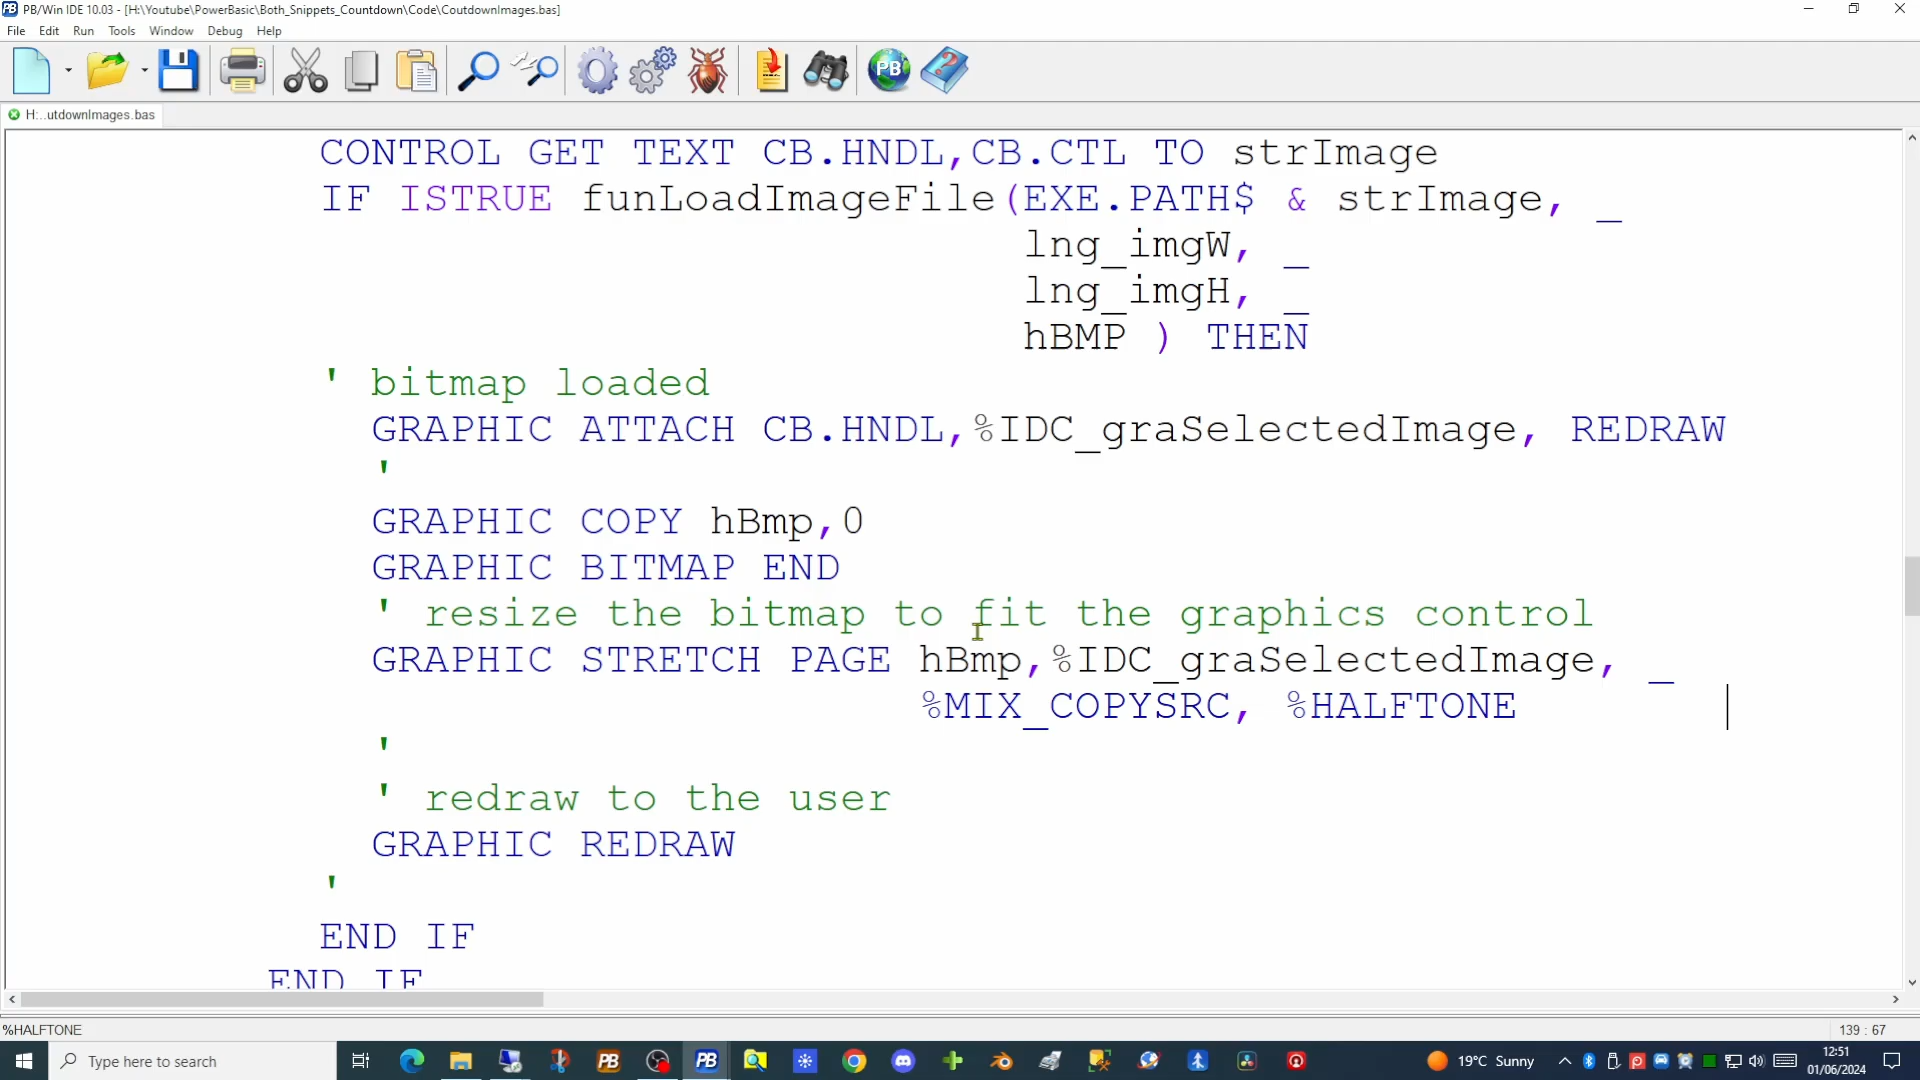 PB/Win IDE 10.03 - [H:\Youtube\PowerBasic\Both_Snippets_Countdown\Code\CoutdownImages.bas]
File Edit Run Tools Window Debug Help
PB
H:..utdownImages.bas
CONTROL GET TEXT CB.HNDL,CB.CTL TO strImage
IF ISTRUE funLoadImageFile(EXE.PATH$ & strImage, _
lng_imgW, _
lng_imgH, _
hBMP ) THEN
' bitmap loaded
GRAPHIC ATTACH CB.HNDL,%IDC_graSelectedImage, REDRAW
'
GRAPHIC COPY hBmp,0
GRAPHIC BITMAP END
' resize the bitmap to fit the graphics control
GRAPHIC STRETCH PAGE hBmp,%IDC_graSelectedImage, _
%MIX_COPYSRC, %HALFTONE
'
' redraw to the user
GRAPHIC REDRAW
'
END IF
END IF
%HALFTONE
139 : 67
Type here to search
PB
PB
19°C Sunny
12:51
01/06/2024